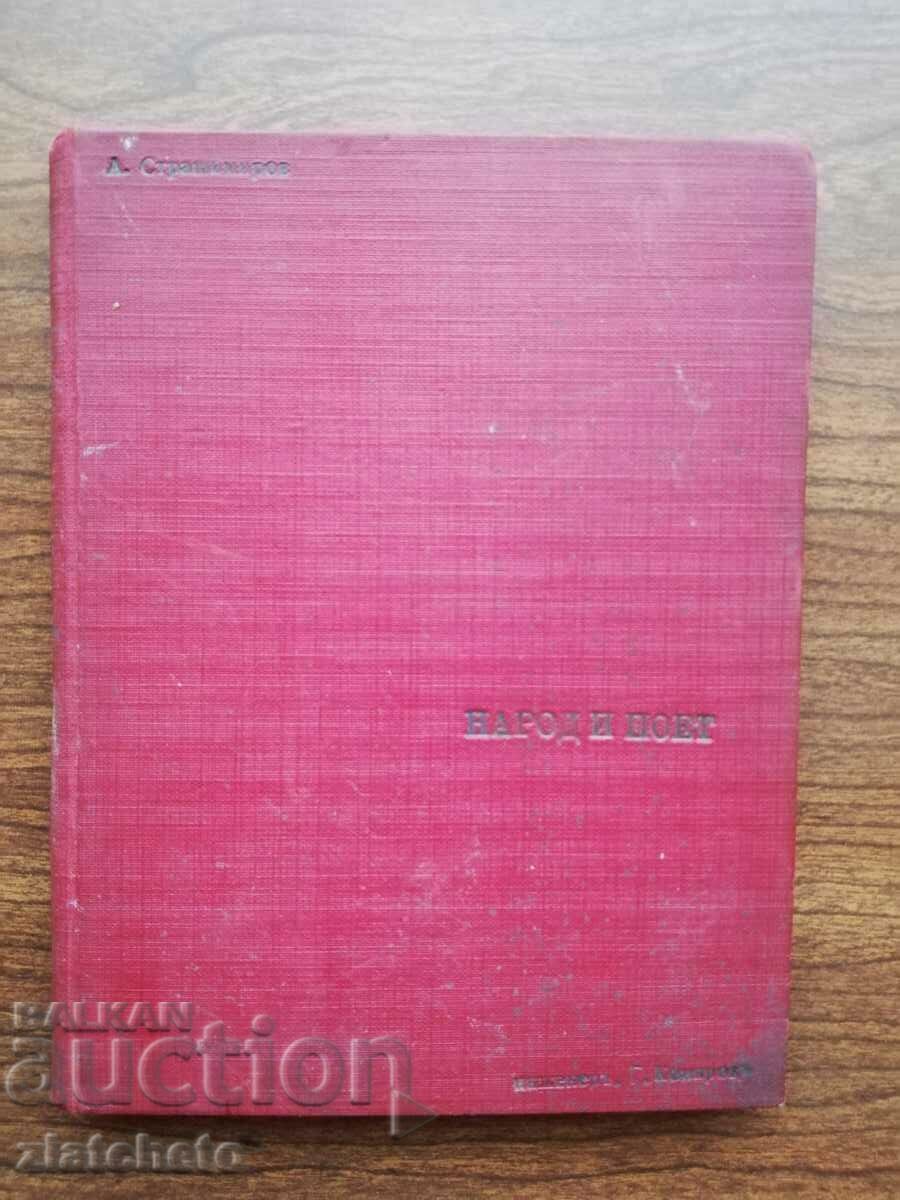 А. Страшимиров
НАРОД И ПОЕТ
Г.
BALKAN
auction
zlatcheto